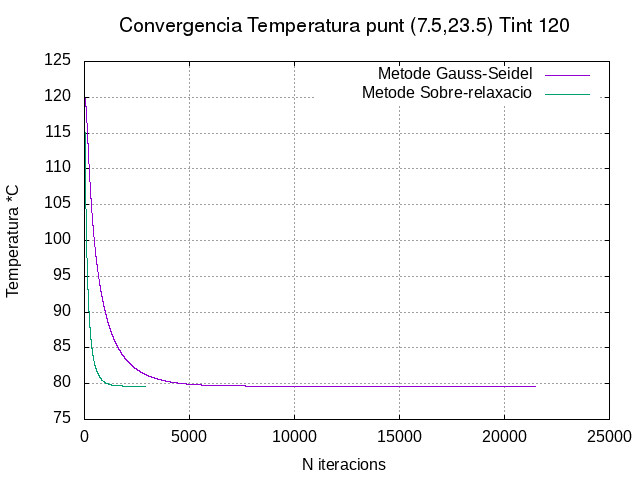 Convergencia Temperatura punt (7.5,23.5) Tint 120
Metode Gauss-Seidel
Metode Sobre-relaxacio
125
120
115
110
105
100
95
90
85
80
75
Temperatura *C
0 5000 10000 15000 20000 25000
N iteracions